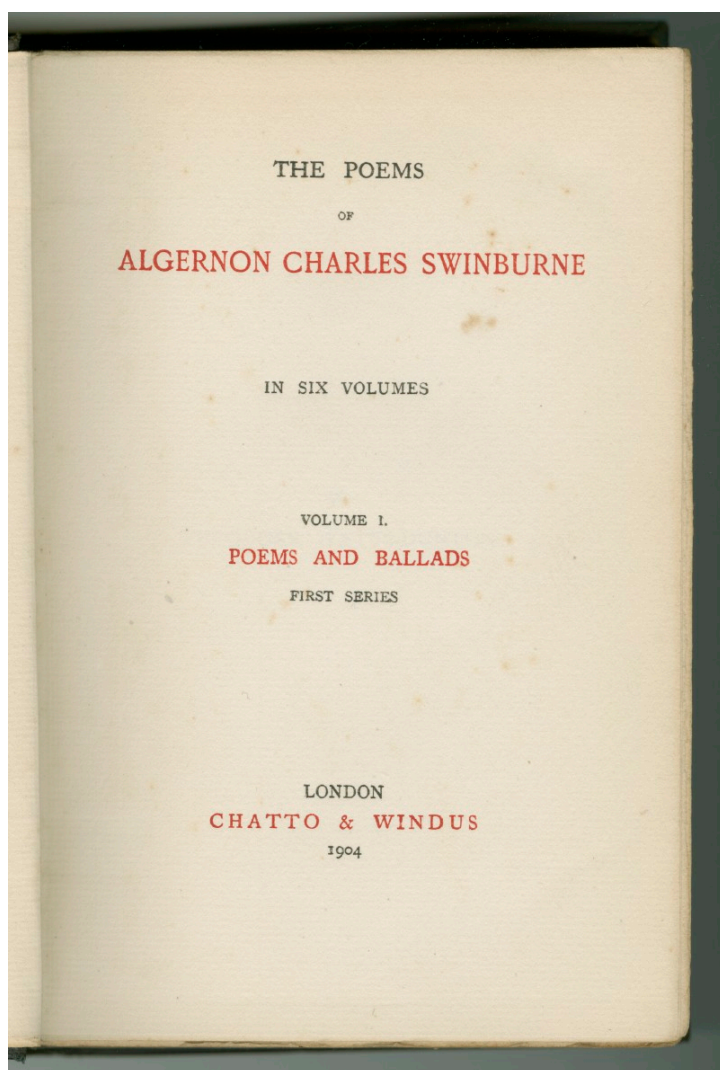 THE POEMS
OF
ALGERNON CHARLES SWINBURNE
IN SIX VOLUMES
VOLUME I.
POEMS AND BALLADS
FIRST SERIES
LONDON
CHATTO & WINDUS
1904